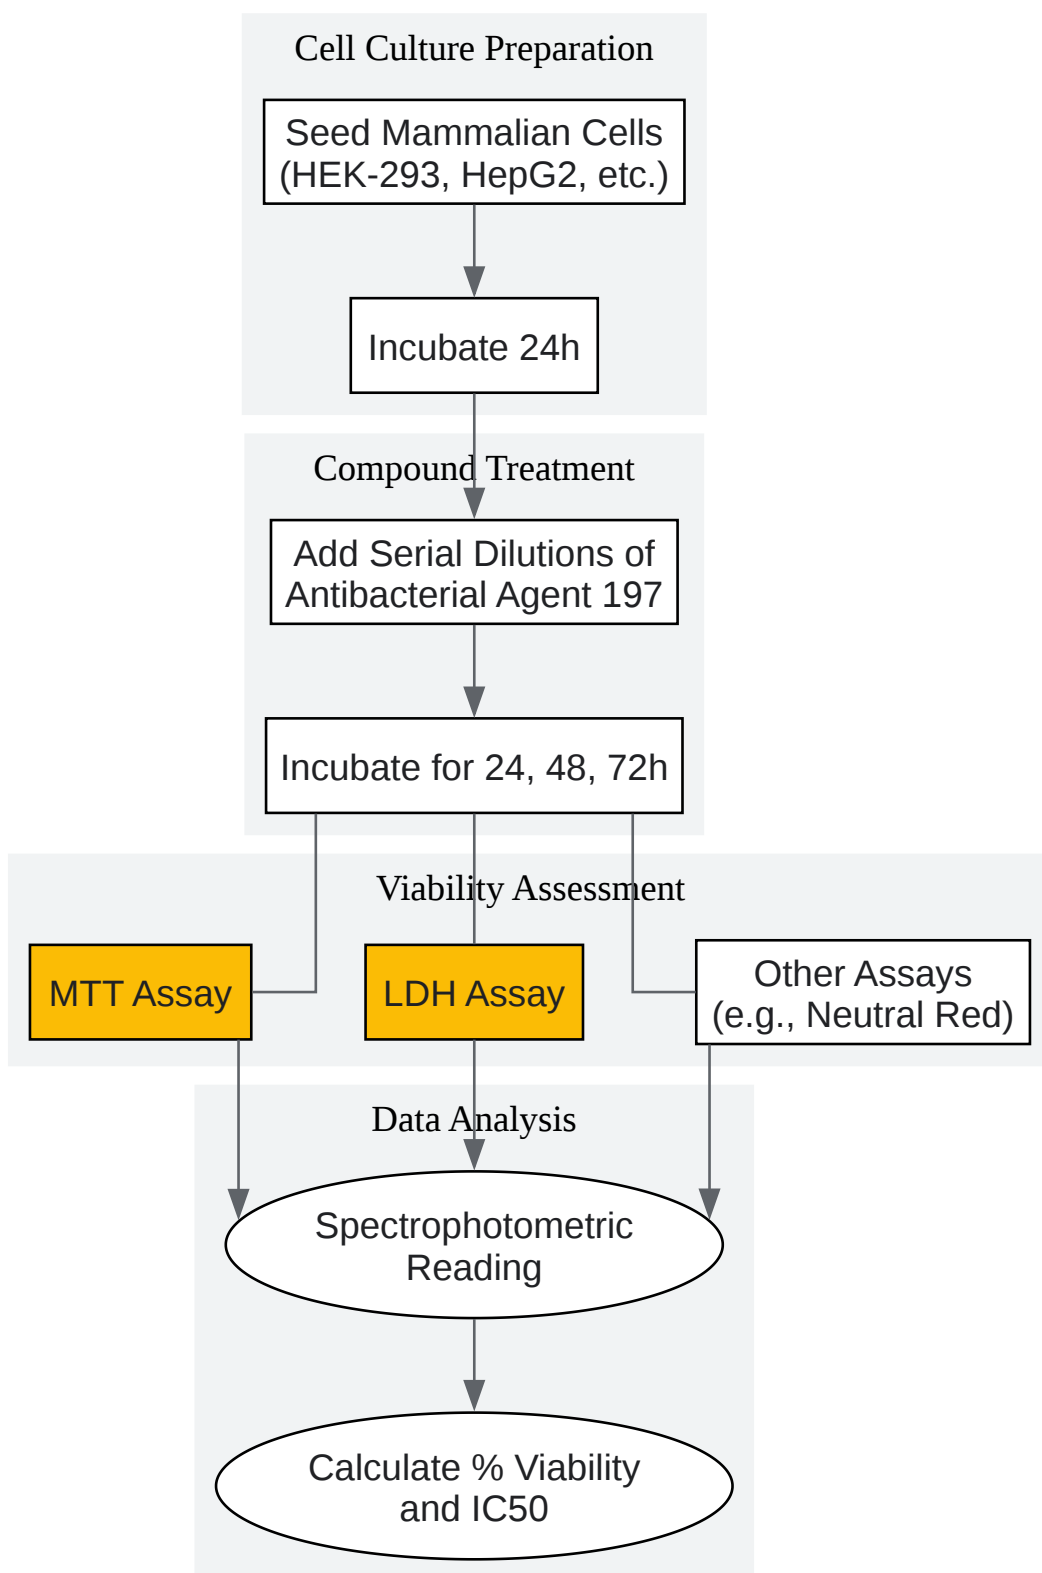 Cell Culture Preparation
Seed Mammalian Cells
(HEK-293, HepG2, etc.)
Incubate 24h
Compound Treatment
Add Serial Dilutions of
Antibacterial Agent 197
Incubate for 24, 48, 72h
Viability Assessment
MTT Assay
LDH Assay
Other Assays
(e.g., Neutral Red)
Data Analysis
Spectrophotometric
Reading
Calculate % Viability
and IC50